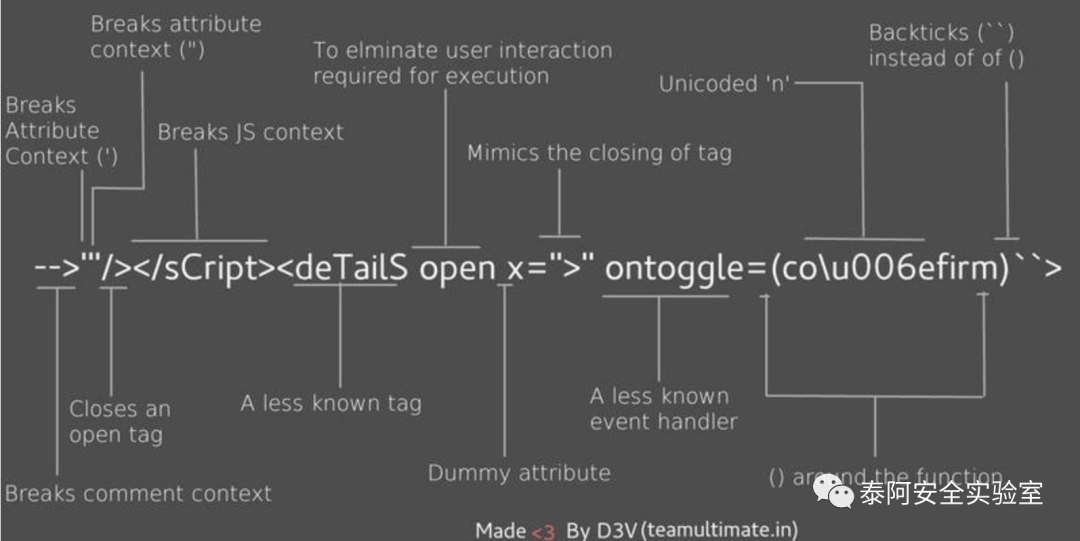 Breaks attribute
context (")
To elminate user interaction
required for execution
Backticks (``)
instead of of ()
Unicoded 'n'
Breaks
Attribute
Context (')
Breaks JS context
Mimics the closing of tag
-->"'/></sCript><deTailS open x=">" ontoggle=(co\u006efirm)``>
Closes an
open tag
A less known tag
A less known
event handler
Dummy attribute
() around the function
Breaks comment context
泰阿安全实验室
Made <3 By D3V(teamultimate.in)